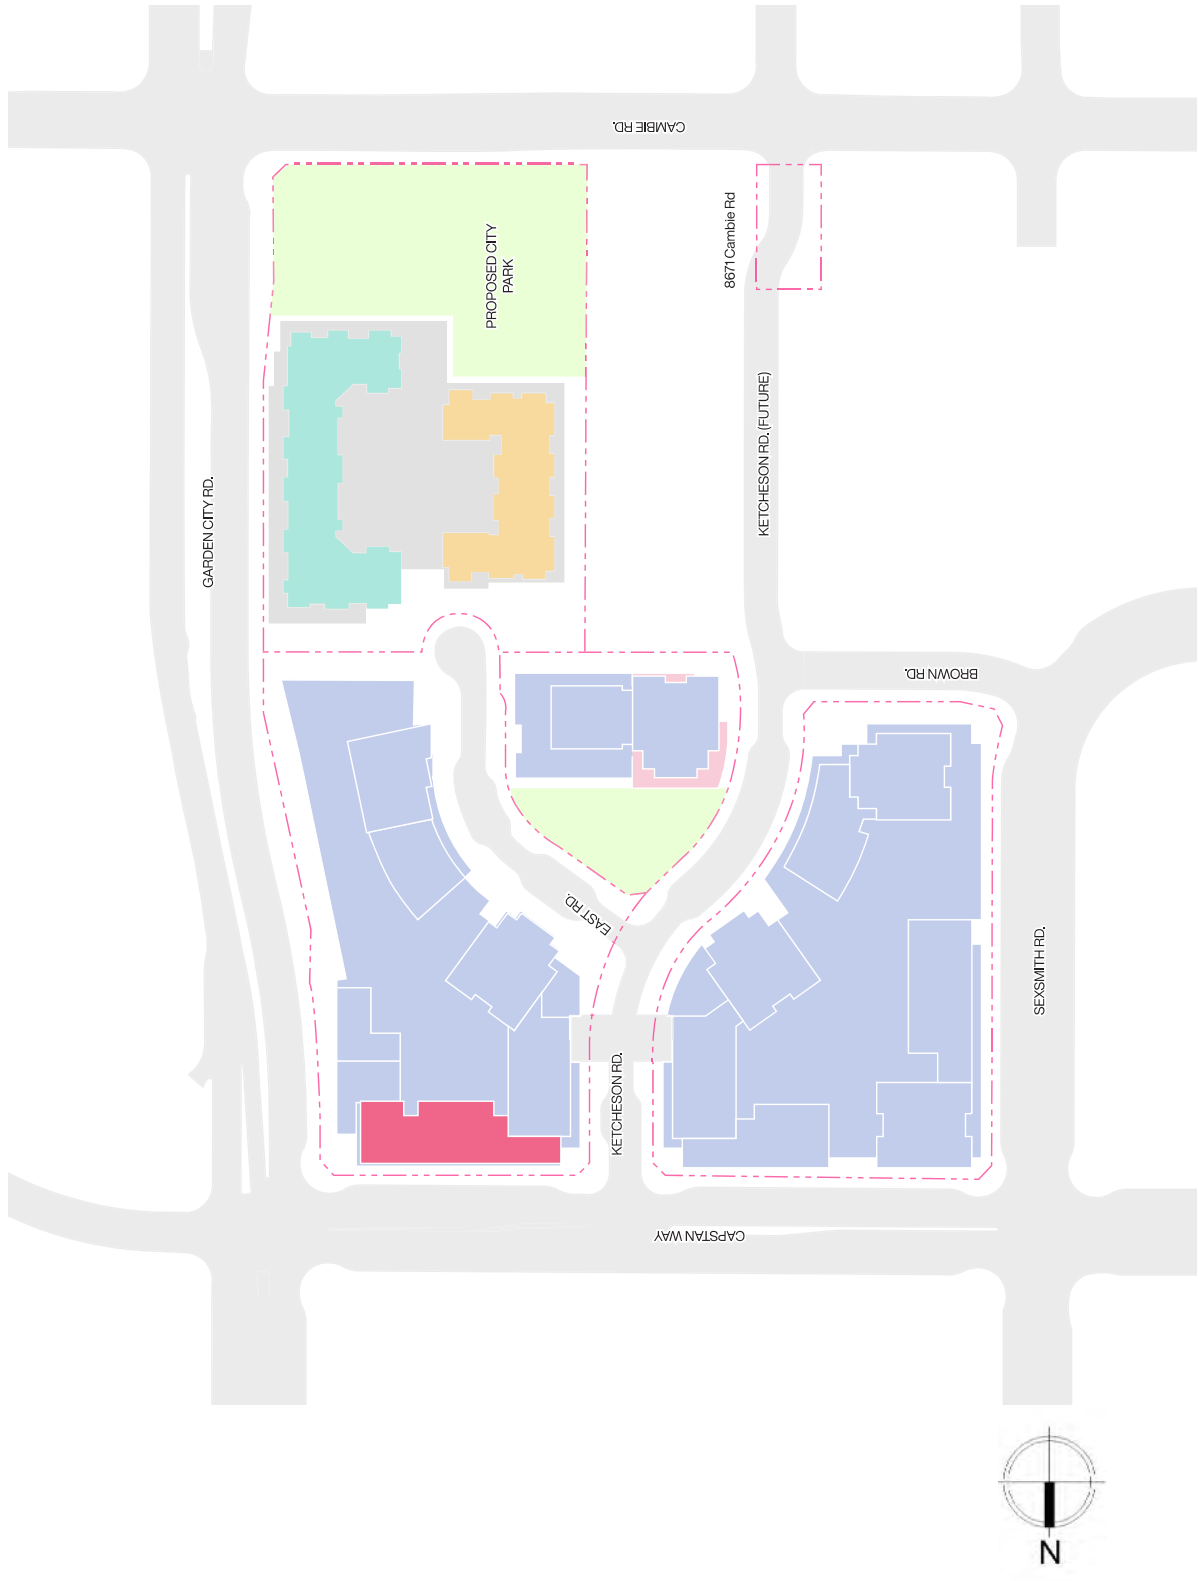 CAMBIE RD.
8671 Cambie Rd
PROPOSED CITY
PARK
KETCHESON RD. (FUTURE)
GARDEN CITY RD.
BROWN RD.
EAST RD.
SEXSMITH RD.
KETCHESON RD.
CAPSTAN WAY
N